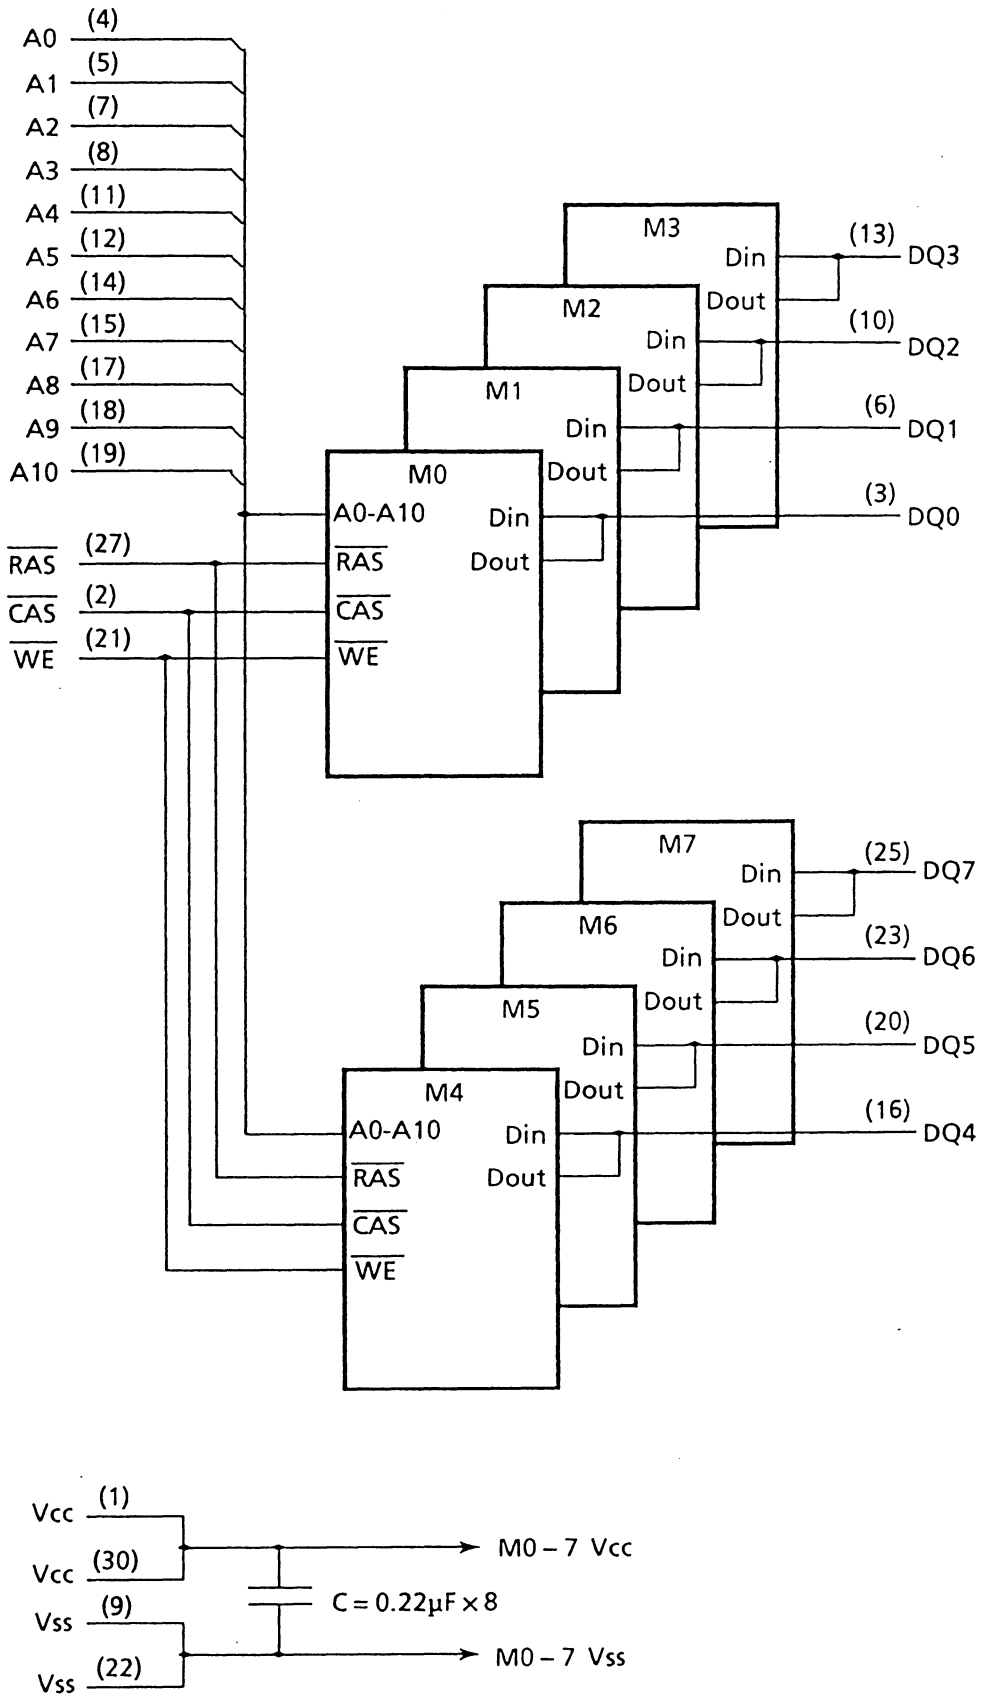 A0 (4)
A1 (5)
A2 (7)
A3 (8)
A4 (11)
A5 (12)
A6 (14)
A7 (15)
A8 (17)
A9 (18)
A10 (19)
RAS (27)
CAS (2)
WE (21)
M3
Din (13) DQ3
Dout
M2
Din (10) DQ2
Dout
M1
Din (6) DQ1
Dout
M0
A0-A10 Din (3) DQ0
RAS Dout
CAS
WE
M7
Din (25) DQ7
Dout
M6
Din (23) DQ6
Dout
M5
Din (20) DQ5
Dout
M4
A0-A10 Din (16) DQ4
RAS Dout
CAS
WE
Vcc (1)
M0 – 7 Vcc
Vcc (30)
C = 0.22µF × 8
Vss (9)
M0 – 7 Vss
Vss (22)